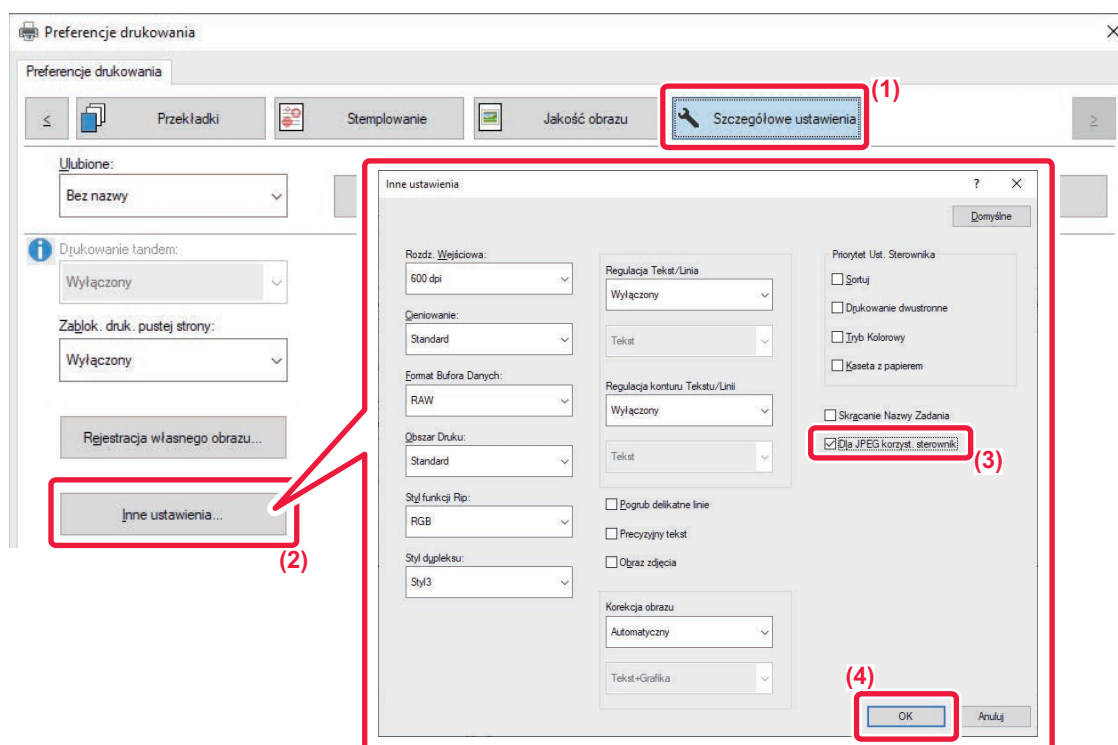 Preferencje drukowania
Preferencje drukowania
(1)
≤ Przekładki Stemplowanie Jakość obrazu Szczegółowe ustawienia ≥
Ulubione:
Bez nazwy
Drukowanie tandem:
Wyłączony
Zablok. druk. pustej strony:
Wyłączony
Rejestracja własnego obrazu...
Inne ustawienia...
(2)
Inne ustawienia ?
Domyślne
Rozdz. Wejściowa:
600 dpi
Cieniowanie:
Standard
Format Bufora Danych:
RAW
Obszar Druku:
Standard
Styl funkcji Rip:
RGB
Styl dypleksu:
Styl3
Regulacja Tekst/Linia
Wyłączony
Tekst
Regulacja konturu Tekstu/Linii
Wyłączony
Tekst
Pogrub delikatne linie
Precyzyjny tekst
Obraz zdjęcia
Korekcja obrazu
Automatyczny
Tekst+Grafika
Priorytet Ust. Sterownika
Sortuj
Drukowanie dwustronne
Tryb Kolorowy
Kaseta z papierem
Skracanie Nazwy Zadania
Dla JPEG korzyst. sterownik
(3)
(4)
OK Anuluj